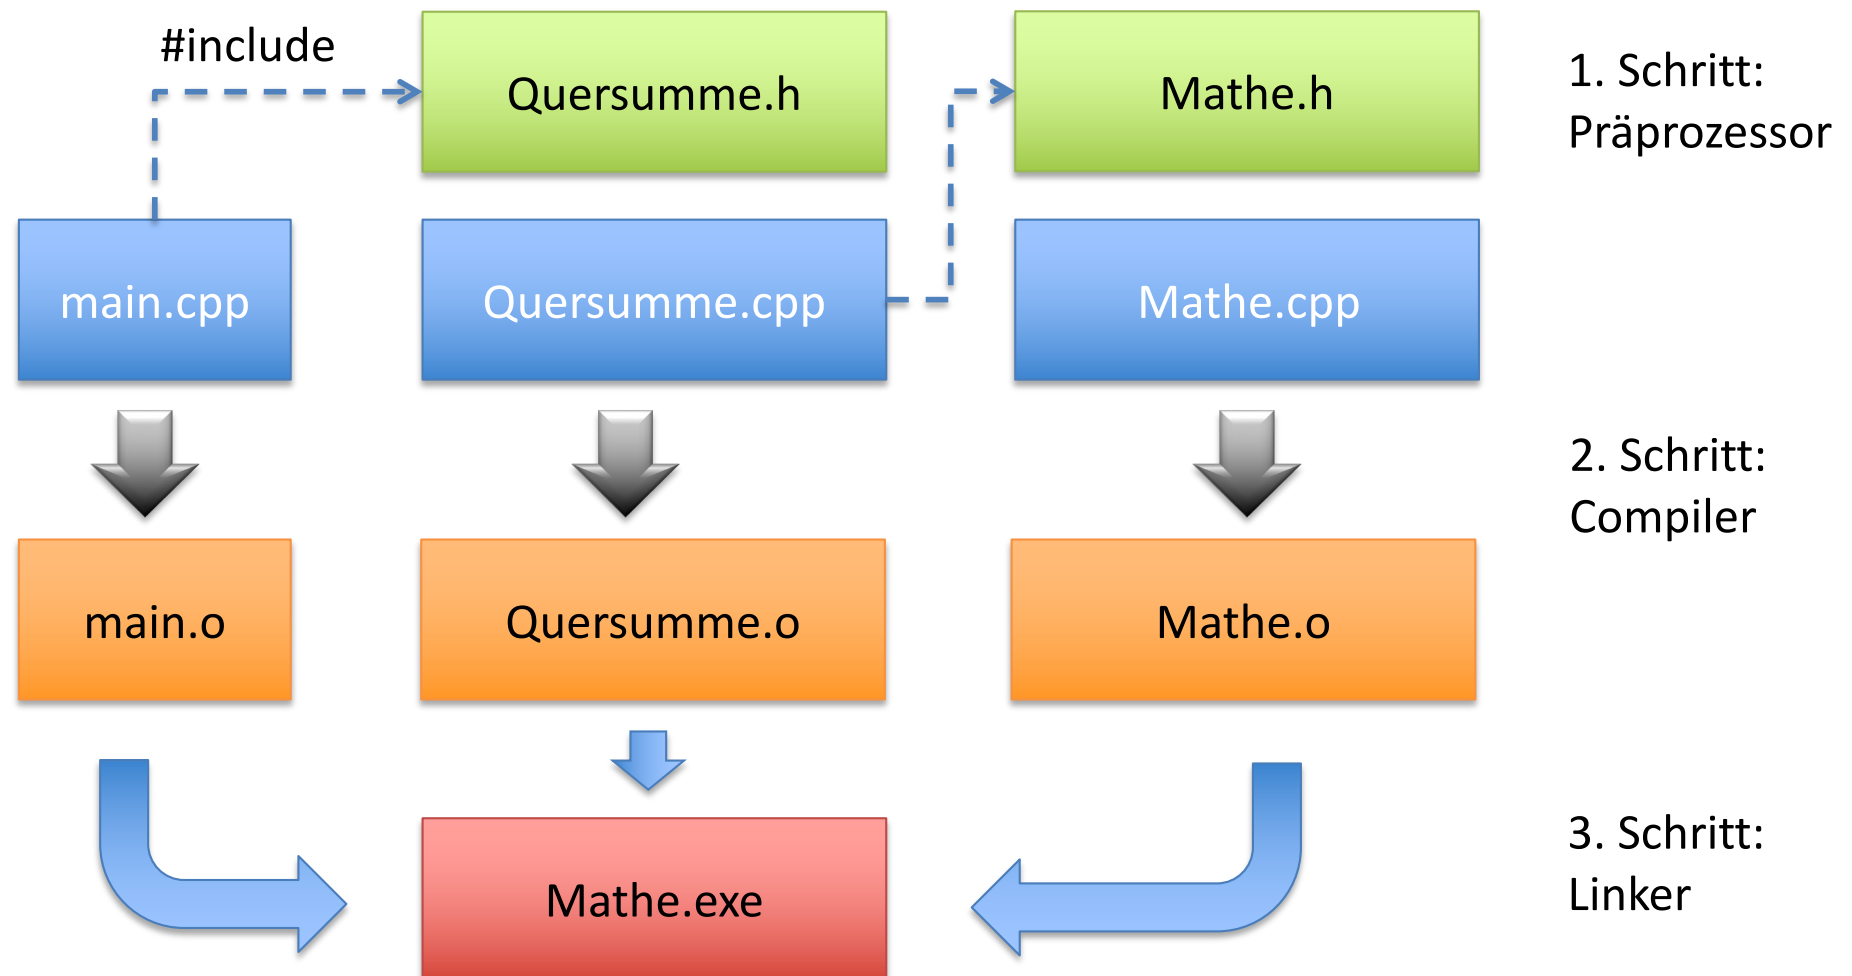 #include
Quersumme.h
Mathe.h
1. Schritt:
Präprozessor
main.cpp
Quersumme.cpp
Mathe.cpp
2. Schritt:
Compiler
main.o
Quersumme.o
Mathe.o
3. Schritt:
Linker
Mathe.exe